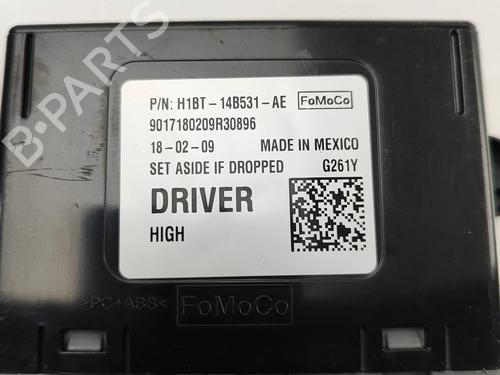 B-PARTS
P/N: H1BT-14B531-AE FoMoCo
9017180209R30896
18-02-09 MADE IN MEXICO
SET ASIDE IF DROPPED G261Y
DRIVER
HIGH
>PC+ABS< FoMoCo